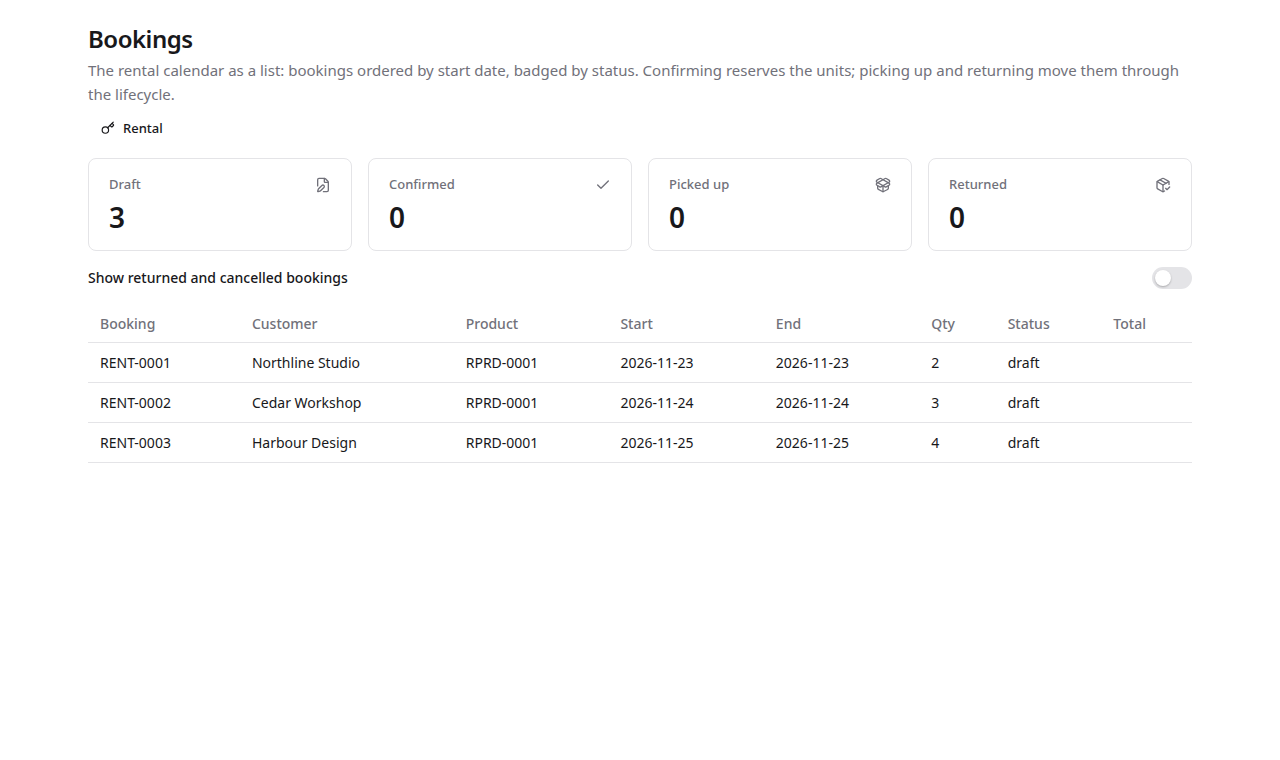 Bookings
The rental calendar as a list: bookings ordered by start date, badged by status. Confirming reserves the units; picking up and returning move them through
the lifecycle.
Rental
Draft Confirmed Picked up Returned
3 0 0 0
Show returned and cancelled bookings
Booking Customer Product Start End Qty Status Total
RENT-0001 Northline Studio RPRD-0001 2026-11-23 2026-11-23 2 draft
RENT-0002 Cedar Workshop RPRD-0001 2026-11-24 2026-11-24 3 draft
RENT-0003 Harbour Design RPRD-0001 2026-11-25 2026-11-25 4 draft